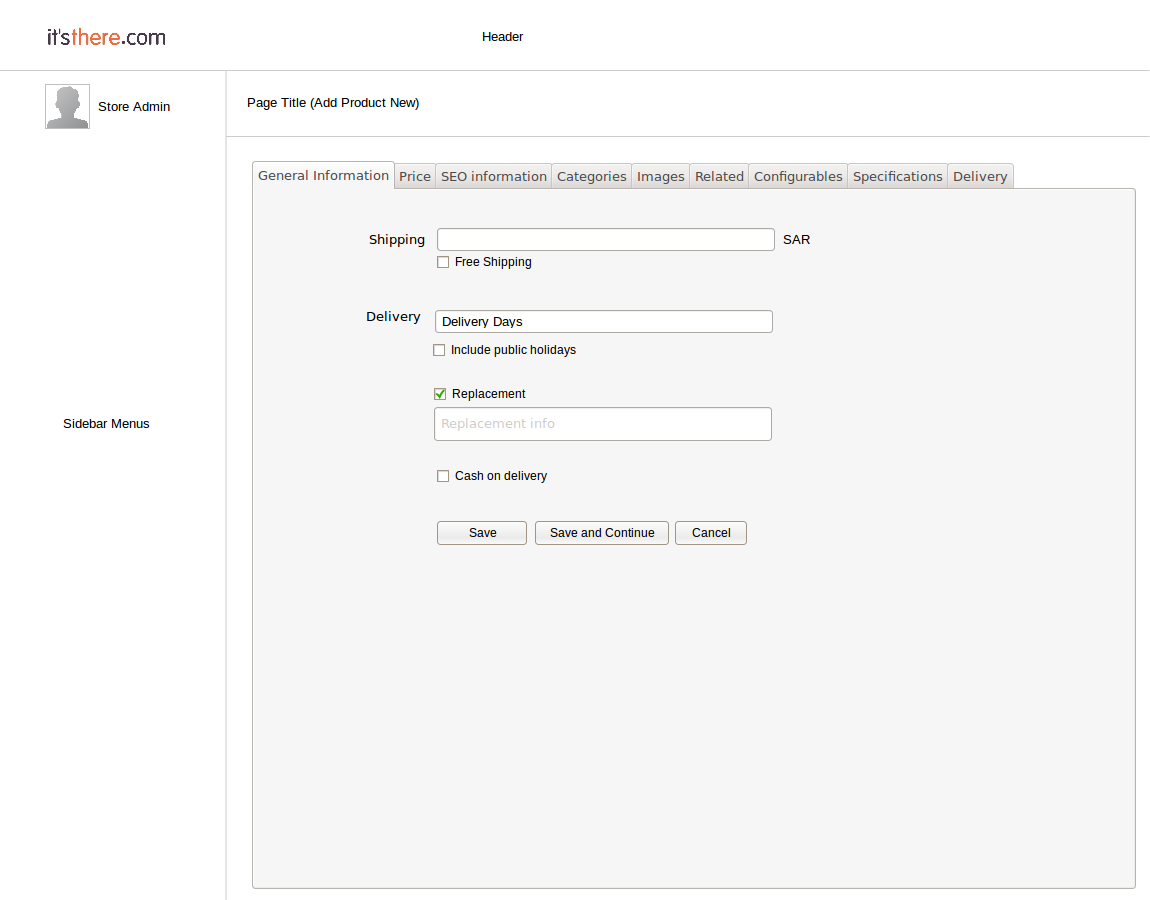 it'sthere.com
Header
Store Admin
Page Title (Add Product New)
General Information Price SEO information Categories Images Related Configurables Specifications Delivery
Shipping SAR
Free Shipping
Delivery Delivery Days
Include public holidays
Replacement
Replacement info
Sidebar Menus
Cash on delivery
Save Save and Continue Cancel